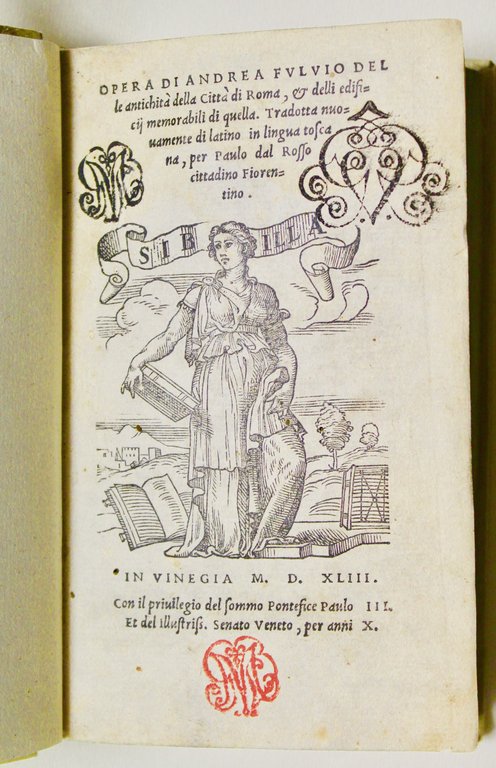 OPERA DI ANDREA FVLVIO DEL
le antichità della Città di Roma, & delli edifi-
cij memorabili di quella. Tradotta nuo-
uamente di latino in lingua tosca
na, per Paulo dal Rosso
cittadino Fioren-
tino.
SIBILLA
IN VINEGIA M. D. XLIII.
Con il priuilegio del sommo Pontefice Paulo III.
Et del Illustriss. Senato Veneto, per anni X.